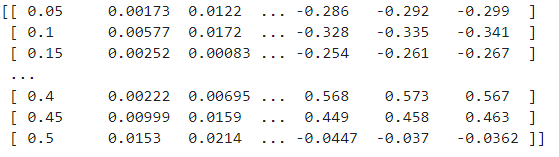 [[ 0.05 0.00173 0.0122 ... -0.286 -0.292 -0.299 ]
[ 0.1 0.00577 0.0172 ... -0.328 -0.335 -0.341 ]
[ 0.15 0.00252 0.00083 ... -0.254 -0.261 -0.267 ]
...
[ 0.4 0.00222 0.00695 ... 0.568 0.573 0.567 ]
[ 0.45 0.00999 0.0159 ... 0.449 0.458 0.463 ]
[ 0.5 0.0153 0.0214 ... -0.0447 -0.037 -0.0362 ]]